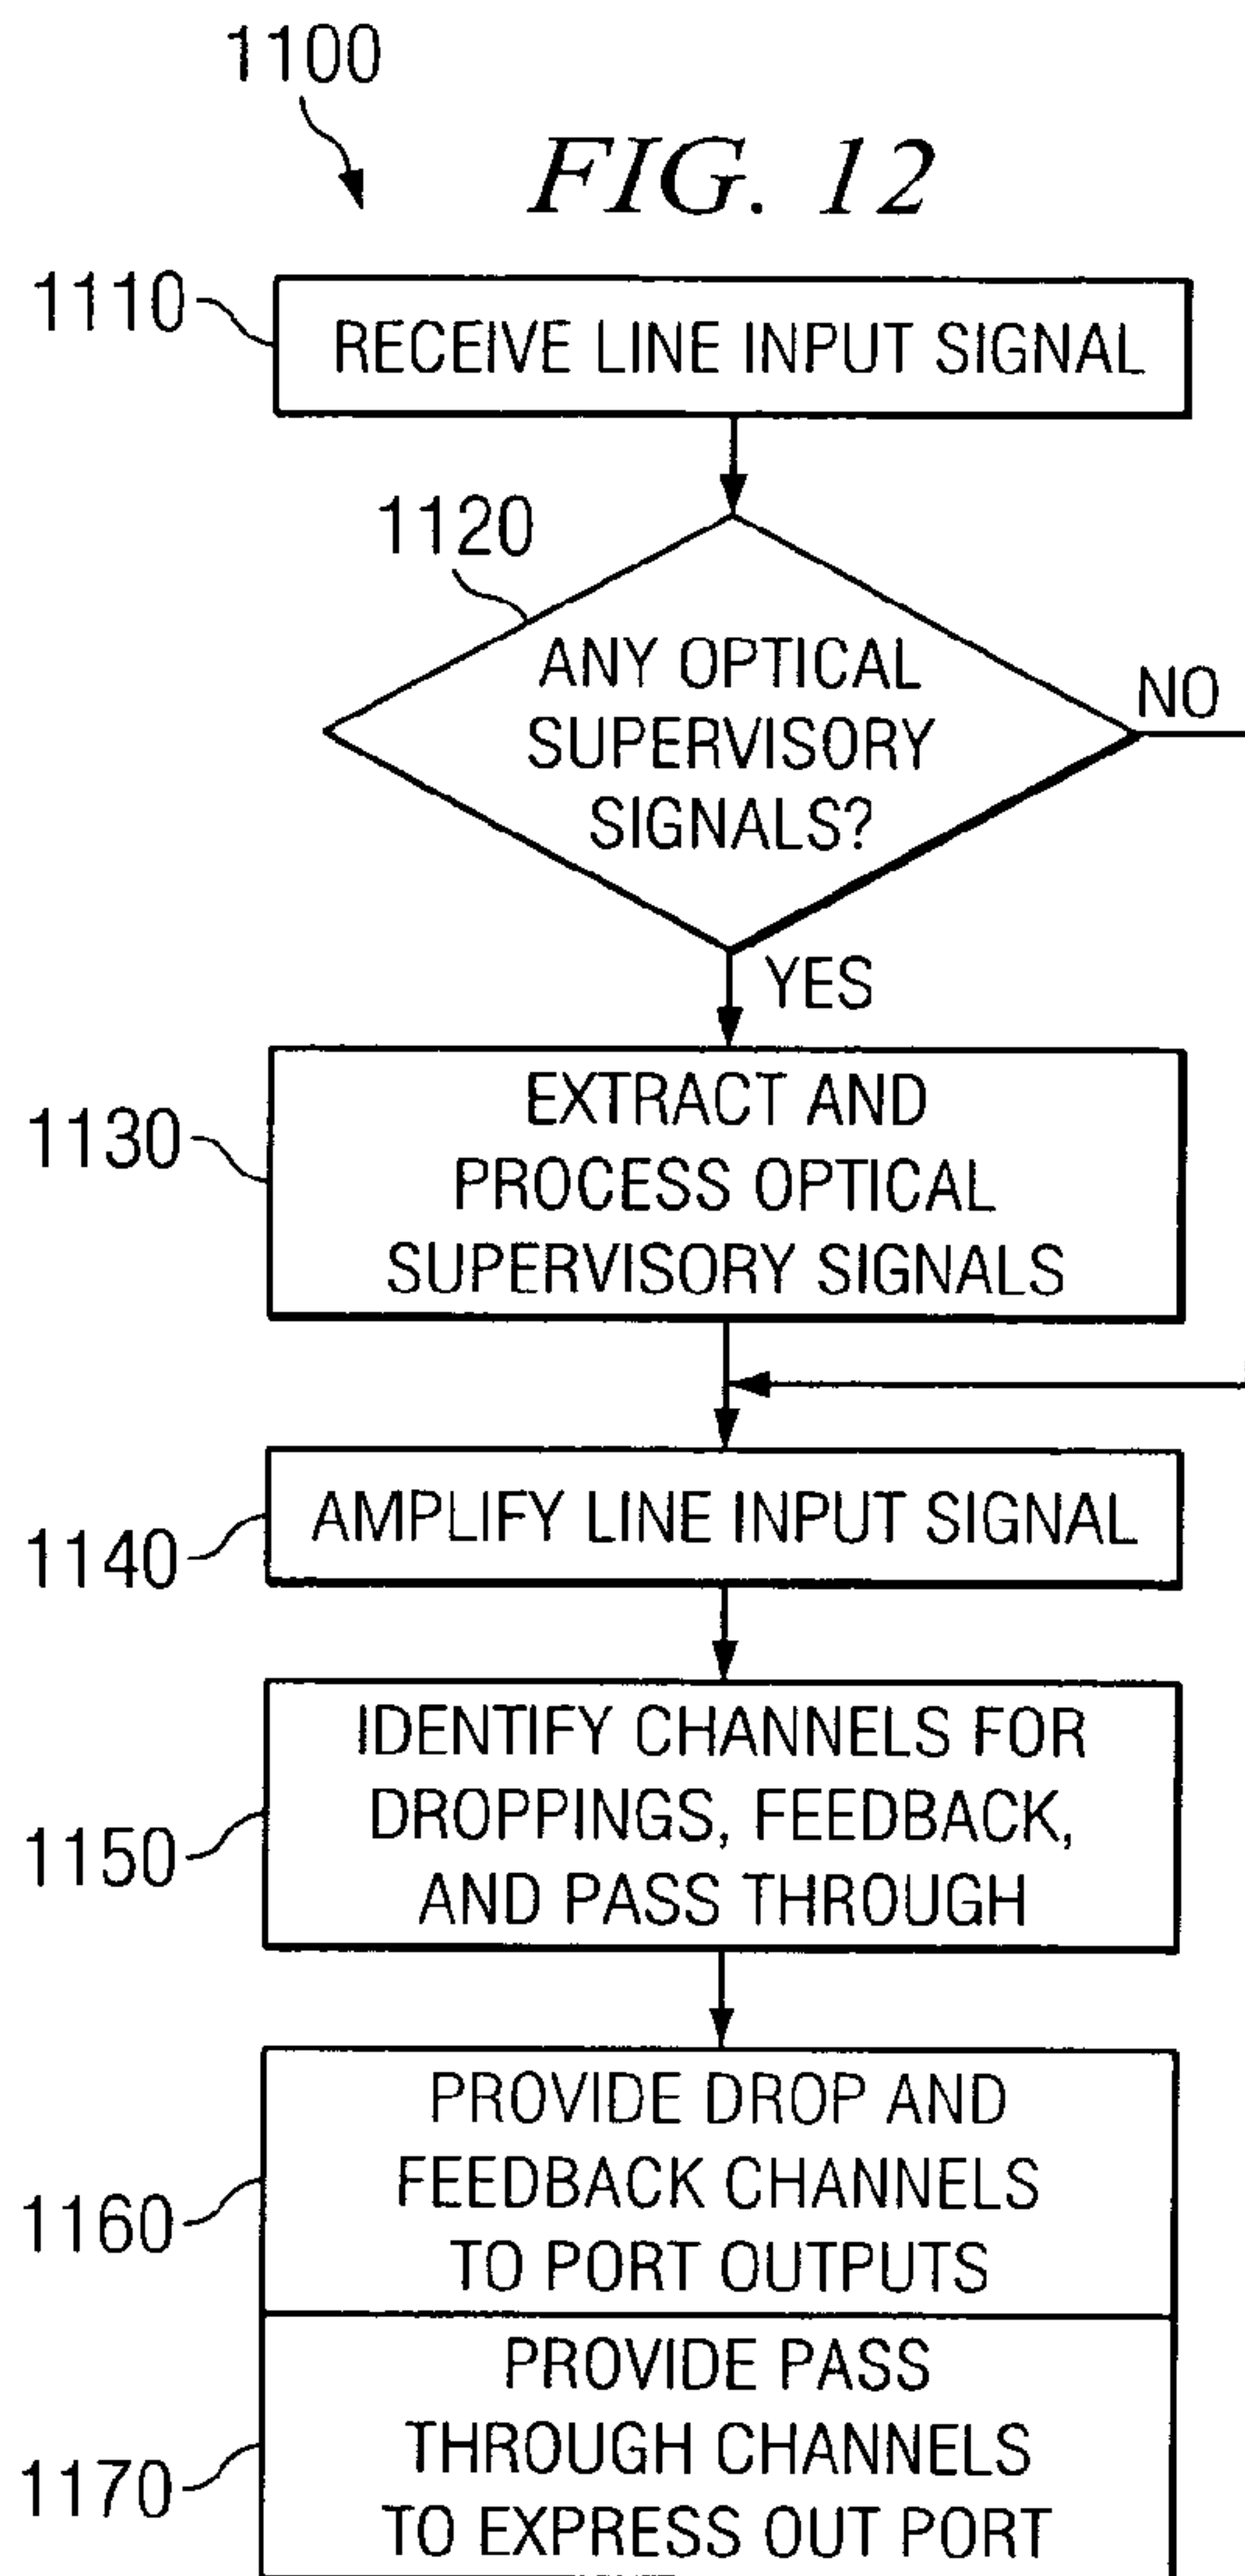 1100
FIG. 12
1110
RECEIVE LINE INPUT SIGNAL
1120
ANY OPTICAL
SUPERVISORY
SIGNALS?
NO
YES
1130
EXTRACT AND
PROCESS OPTICAL
SUPERVISORY SIGNALS
1140
AMPLIFY LINE INPUT SIGNAL
1150
IDENTIFY CHANNELS FOR
DROPPINGS, FEEDBACK,
AND PASS THROUGH
1160
PROVIDE DROP AND
FEEDBACK CHANNELS
TO PORT OUTPUTS
1170
PROVIDE PASS
THROUGH CHANNELS
TO EXPRESS OUT PORT